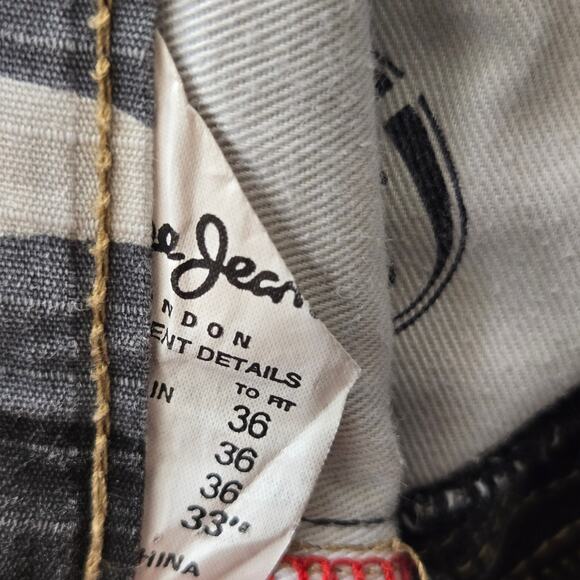 e Jean
NDON
ENT DETAILS
IN TO FIT
36
36
36
33"
HINA